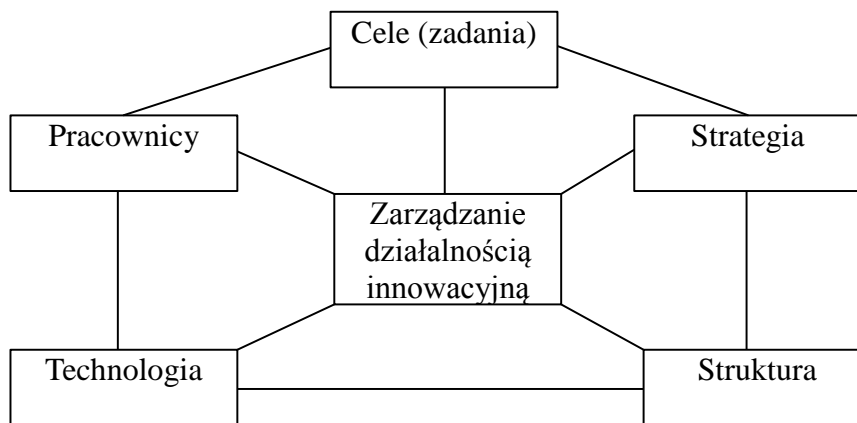 Cele (zadania)
Pracownicy
Strategia
Zarządzanie
działalnością
innowacyjną
Technologia
Struktura